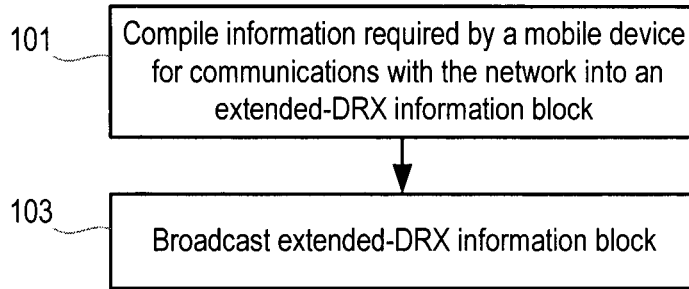 101
Compile information required by a mobile device
for communications with the network into an
extended-DRX information block
103
Broadcast extended-DRX information block